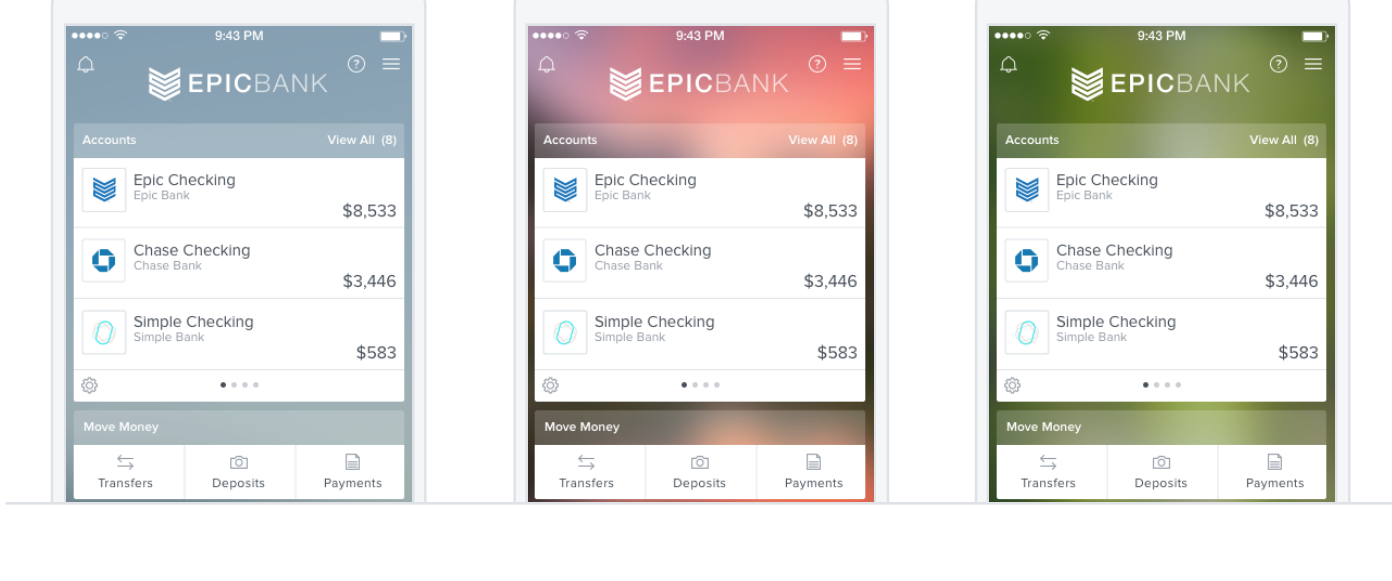 9:43 PM
?
EPICBANK
Accounts View All (8)
Epic Checking
Epic Bank
$8,533
Chase Checking
Chase Bank
$3,446
Simple Checking
Simple Bank
$583
Move Money
Transfers Deposits Payments
9:43 PM
?
EPICBANK
Accounts View All (8)
Epic Checking
Epic Bank
$8,533
Chase Checking
Chase Bank
$3,446
Simple Checking
Simple Bank
$583
Move Money
Transfers Deposits Payments
9:43 PM
?
EPICBANK
Accounts View All (8)
Epic Checking
Epic Bank
$8,533
Chase Checking
Chase Bank
$3,446
Simple Checking
Simple Bank
$583
Move Money
Transfers Deposits Payments